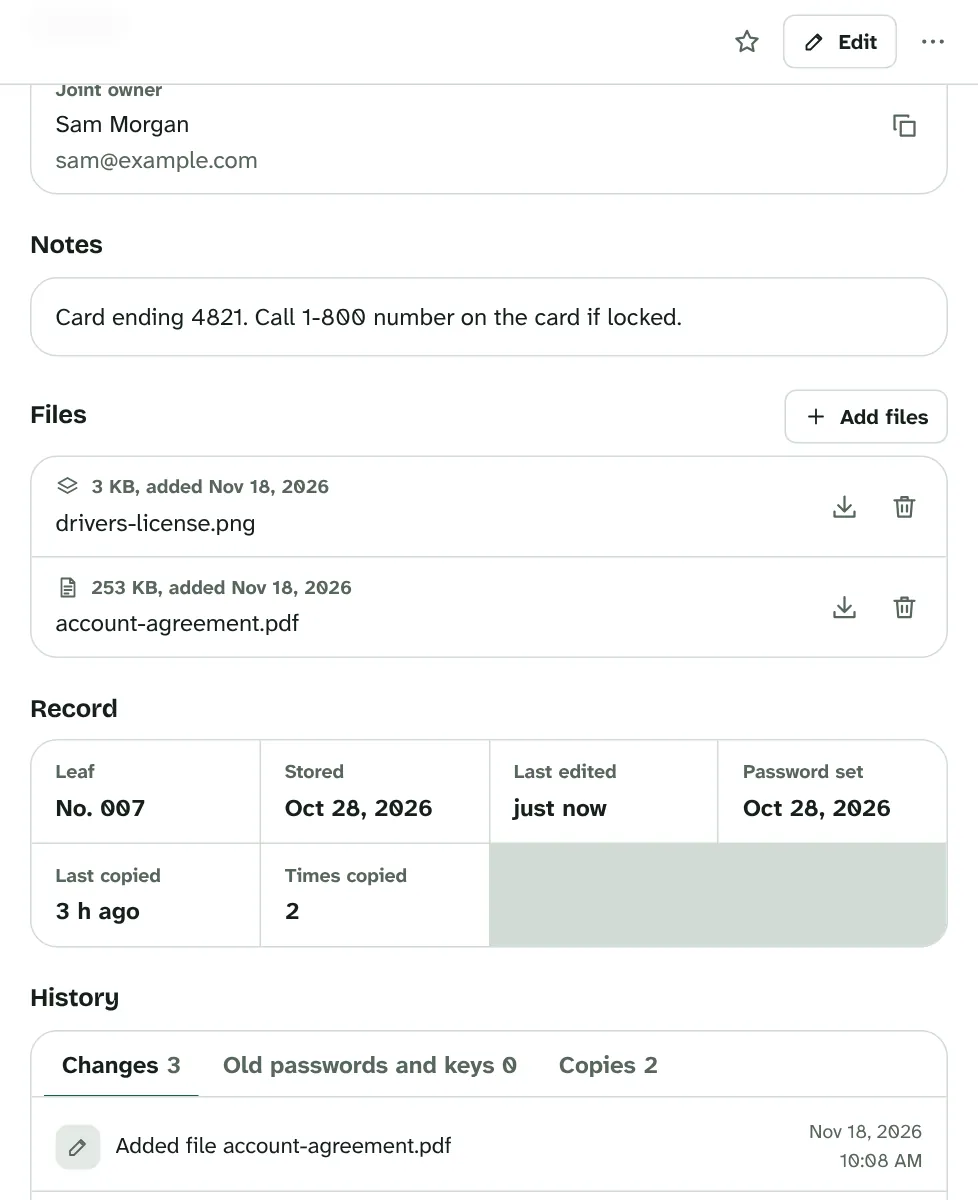 Edit
Joint owner
Sam Morgan
sam@example.com
Notes
Card ending 4821. Call 1-800 number on the card if locked.
Files
Add files
3 KB, added Nov 18, 2026
drivers-license.png
253 KB, added Nov 18, 2026
account-agreement.pdf
Record
Leaf
No. 007
Stored
Oct 28, 2026
Last edited
just now
Password set
Oct 28, 2026
Last copied
3 h ago
Times copied
2
History
Changes 3
Old passwords and keys 0
Copies 2
Added file account-agreement.pdf
Nov 18, 2026
10:08 AM